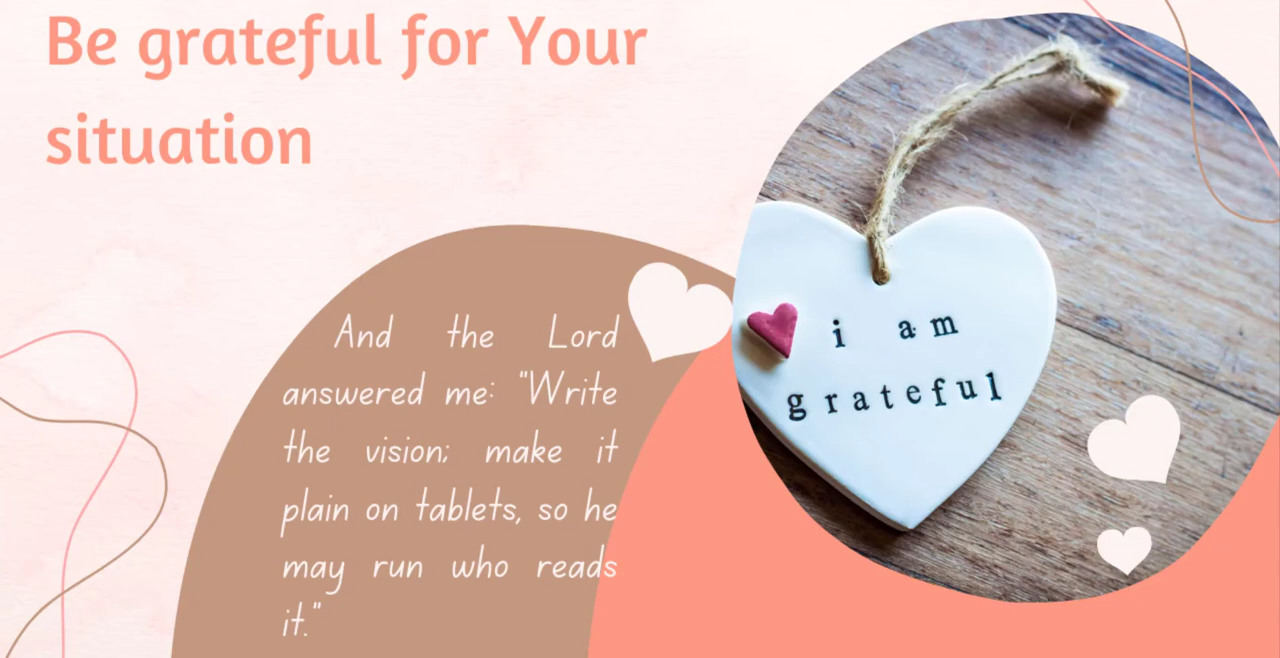 Be grateful for Your
situation
And the Lord
answered me: "Write
the vision; make it
plain on tablets, so he
may run who reads
it."
i am
grateful